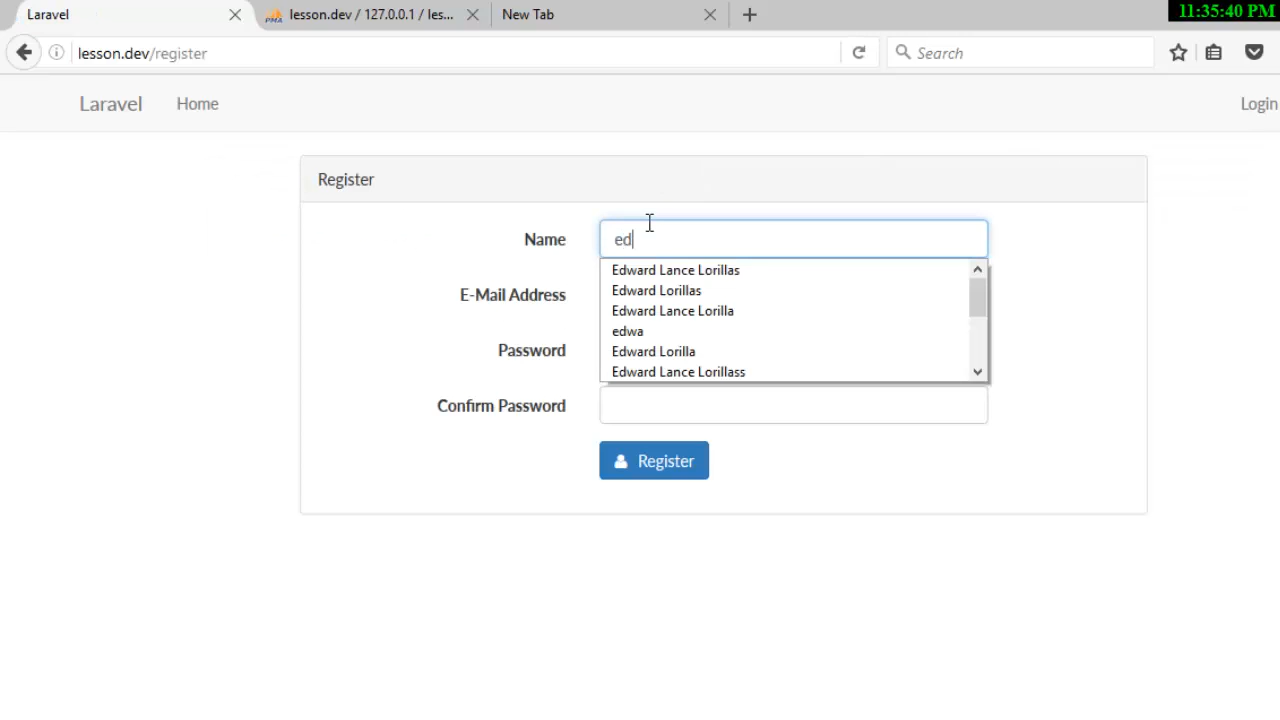 11:35:40 PM
Laravel
lesson.dev / 127.0.0.1 / les...
New Tab
lesson.dev/register
Search
Laravel
Home
Login
Register
Name
ed
Edward Lance Lorillas
Edward Lorillas
Edward Lance Lorilla
edwa
Edward Lorilla
Edward Lance Lorillass
E-Mail Address
Password
Confirm Password
Register